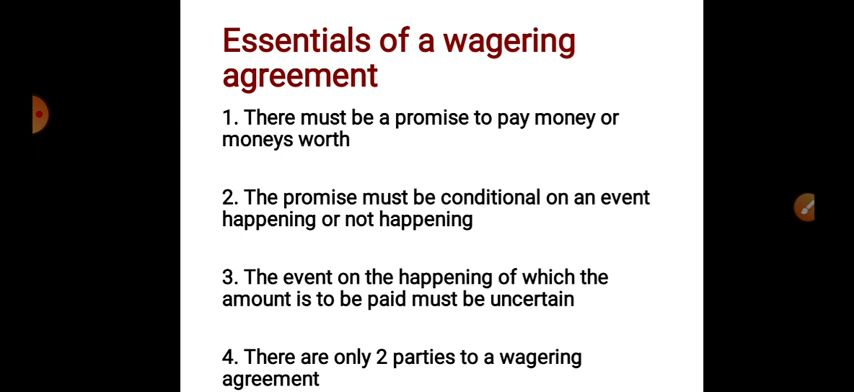 Essentials of a wagering
agreement
1. There must be a promise to pay money or
moneys worth
2. The promise must be conditional on an event
happening or not happening
3. The event on the happening of which the
amount is to be paid must be uncertain
4. There are only 2 parties to a wagering
agreement